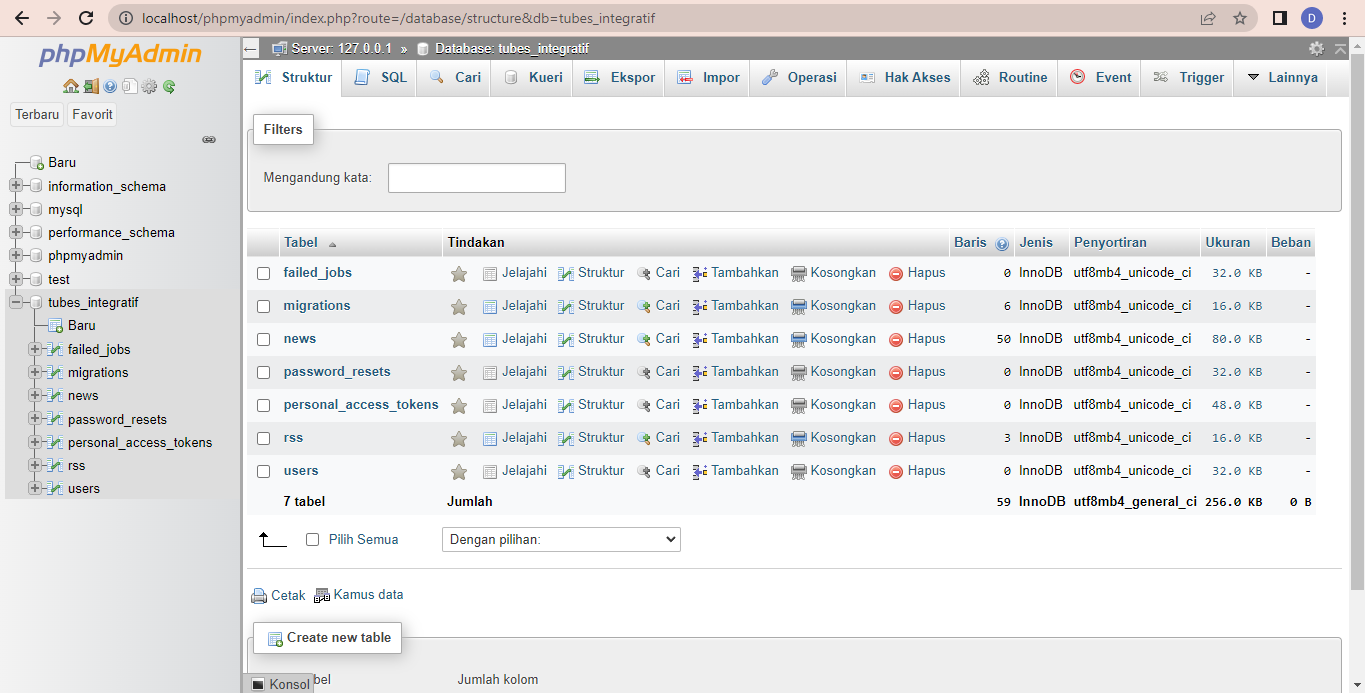 localhost/phpmyadmin/index.php?route=/database/structure&db=tubes_integratif
D
phpMyAdmin
Terbaru Favorit
Baru
information_schema
mysql
performance_schema
phpmyadmin
test
tubes_integratif
Baru
failed_jobs
migrations
news
password_resets
personal_access_tokens
rss
users
Server: 127.0.0.1 » Database: tubes_integratif
Struktur SQL Cari Kueri Ekspor Impor Operasi Hak Akses Routine Event Trigger Lainnya
Filters
Mengandung kata:
Tabel Tindakan Baris Jenis Penyortiran Ukuran Beban
failed_jobs Jelajahi Struktur Cari Tambahkan Kosongkan Hapus 0 InnoDB utf8mb4_unicode_ci 32.0 KB -
migrations Jelajahi Struktur Cari Tambahkan Kosongkan Hapus 6 InnoDB utf8mb4_unicode_ci 16.0 KB -
news Jelajahi Struktur Cari Tambahkan Kosongkan Hapus 50 InnoDB utf8mb4_unicode_ci 80.0 KB -
password_resets Jelajahi Struktur Cari Tambahkan Kosongkan Hapus 0 InnoDB utf8mb4_unicode_ci 32.0 KB -
personal_access_tokens Jelajahi Struktur Cari Tambahkan Kosongkan Hapus 0 InnoDB utf8mb4_unicode_ci 48.0 KB -
rss Jelajahi Struktur Cari Tambahkan Kosongkan Hapus 3 InnoDB utf8mb4_unicode_ci 16.0 KB -
users Jelajahi Struktur Cari Tambahkan Kosongkan Hapus 0 InnoDB utf8mb4_unicode_ci 32.0 KB -
7 tabel Jumlah 59 InnoDB utf8mb4_general_ci 256.0 KB 0 B
Pilih Semua Dengan pilihan:
Cetak Kamus data
Create new table
bel Jumlah kolom
Konsol